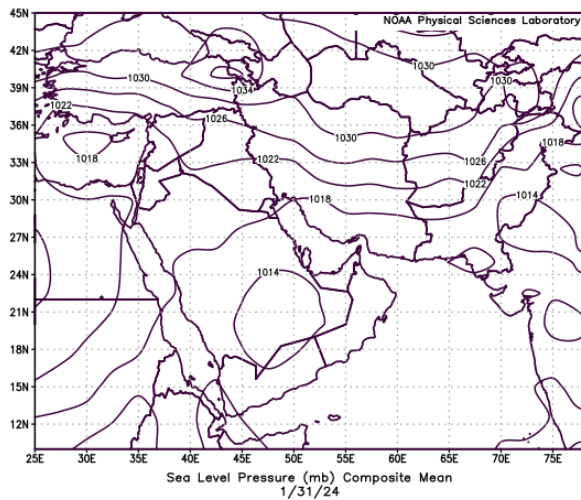 NOAA Physical Sciences Laboratory
45N
42N
39N
36N
33N
30N
27N
24N
21N
18N
15N
12N
1030
1030
1030
1034
1022
1026
1030
1018
1026
1018
1022
1022
1018
1014
1014
25E 30E 35E 40E 45E 50E 55E 60E 65E 70E 75E
Sea Level Pressure (mb) Composite Mean
1/31/24